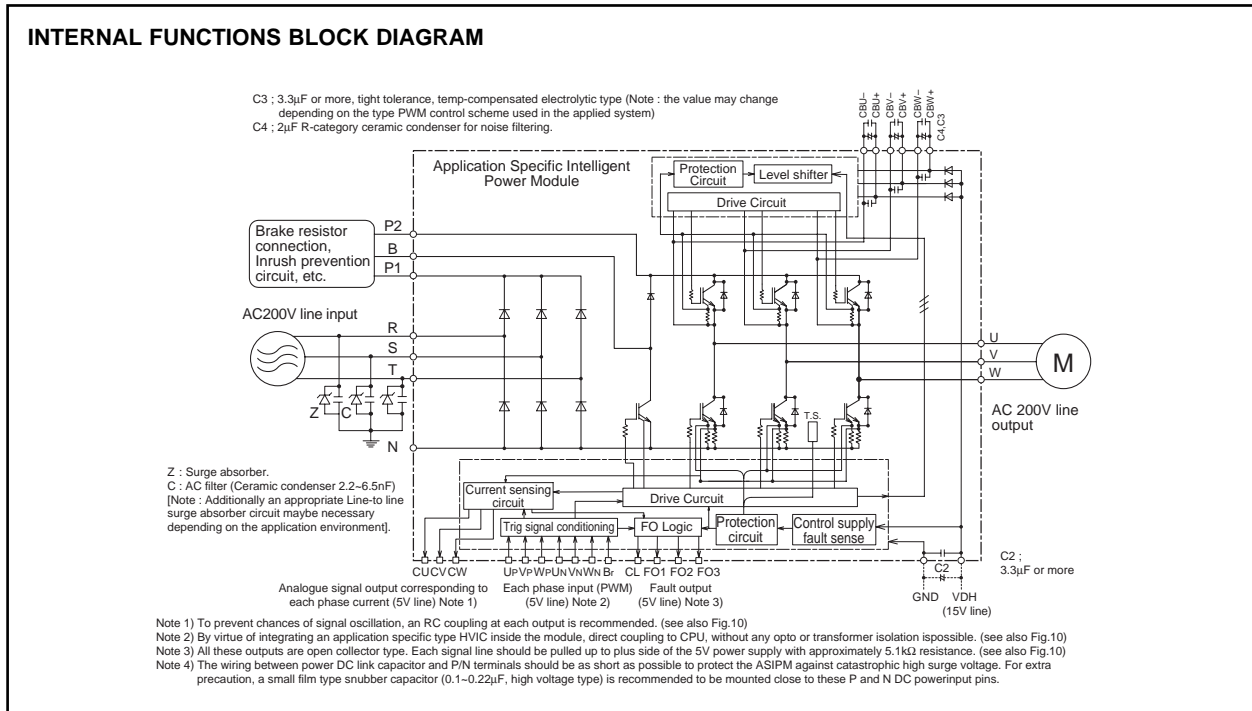 INTERNAL FUNCTIONS BLOCK DIAGRAM
C3 ; 3.3μF or more, tight tolerance, temp-compensated electrolytic type (Note : the value may change
depending on the type PWM control scheme used in the applied system)
C4 ; 2μF R-category ceramic condenser for noise filtering.
CBU–
CBU+
CBV–
CBV+
CBW–
CBW+
C4,C3
Application Specific Intelligent
Power Module
Protection
Circuit
Level shifter
Drive Circuit
Brake resistor
connection,
Inrush prevention
circuit, etc.
P2
B
P1
AC200V line input
R
S
T
Z
C
N
U
V
W
M
AC 200V line
output
T.S.
Z : Surge absorber.
C : AC filter (Ceramic condenser 2.2~6.5nF)
[Note : Additionally an appropriate Line-to line
surge absorber circuit maybe necessary
depending on the application environment].
Current sensing
circuit
Drive Curcuit
Trig signal conditioning
FO Logic
Protection
circuit
Control supply
fault sense
CU CV CW
UP VP WP UN VN WN Br
CL FO1 FO2 FO3
Analogue signal output corresponding to
each phase current (5V line) Note 1)
Each phase input (PWM)
(5V line) Note 2)
Fault output
(5V line) Note 3)
C2
GND
VDH
(15V line)
C2 ;
3.3μF or more
Note 1) To prevent chances of signal oscillation, an RC coupling at each output is recommended. (see also Fig.10)
Note 2) By virtue of integrating an application specific type HVIC inside the module, direct coupling to CPU, without any opto or transformer isolation ispossible. (see also Fig.10)
Note 3) All these outputs are open collector type. Each signal line should be pulled up to plus side of the 5V power supply with approximately 5.1kΩ resistance. (see also Fig.10)
Note 4) The wiring between power DC link capacitor and P/N terminals should be as short as possible to protect the ASIPM against catastrophic high surge voltage. For extra
precaution, a small film type snubber capacitor (0.1~0.22μF, high voltage type) is recommended to be mounted close to these P and N DC powerinput pins.